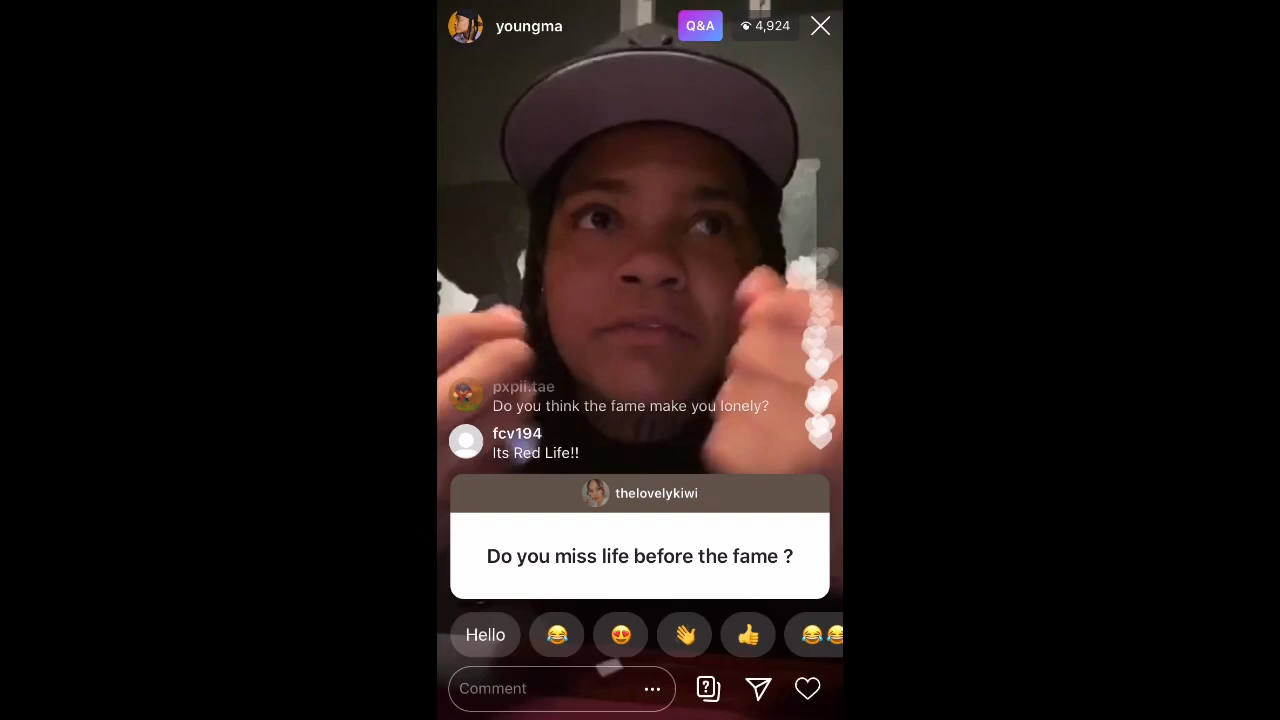 youngma
Q&A
4,924
pxpii.tae
Do you think the fame make you lonely?
fcv194
Its Red Life!!
thelovelykiwi
Do you miss life before the fame ?
Hello
Comment